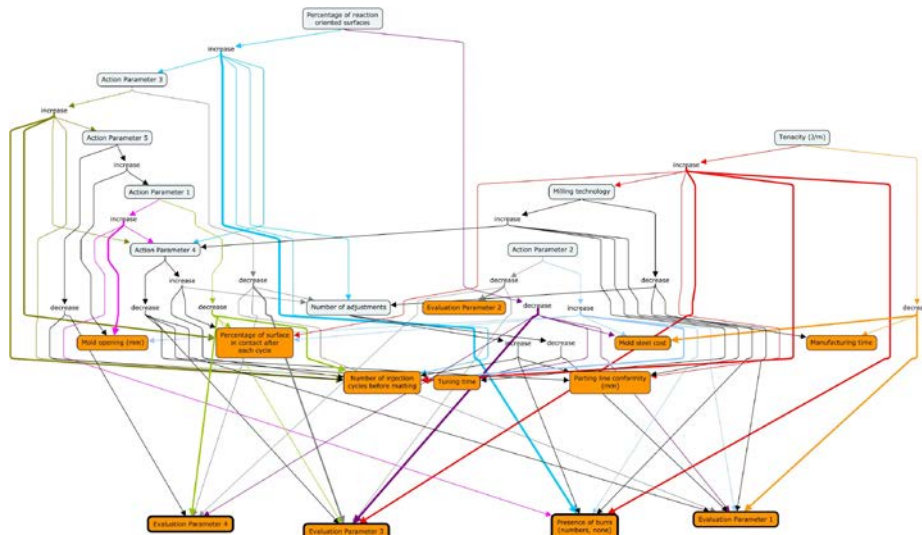 Percentage of reaction
oriented surfaces
increase
Action Parameter 3
increase
Action Parameter 5
Tenacity (J/m)
increase
increase
Action Parameter 1
Milling technology
increase
increase
Action Parameter 4
Action Parameter 2
decrease
increase
decrease
decrease
decrease
decrease
decrease
decrease
increase
decrease
Number of adjustments
Evaluation Parameter 2
Mold opening (mm)
Percentage of surface
in contact after
each cycle
increase
decrease
Mold steel cost
Manufacturing time
Number of injection
cycles before matting
Tuning time
Parting line conformity
(mm)
Evaluation Parameter 4
Evaluation Parameter 3
Presence of burrs
(numbers, none)
Evaluation Parameter 1